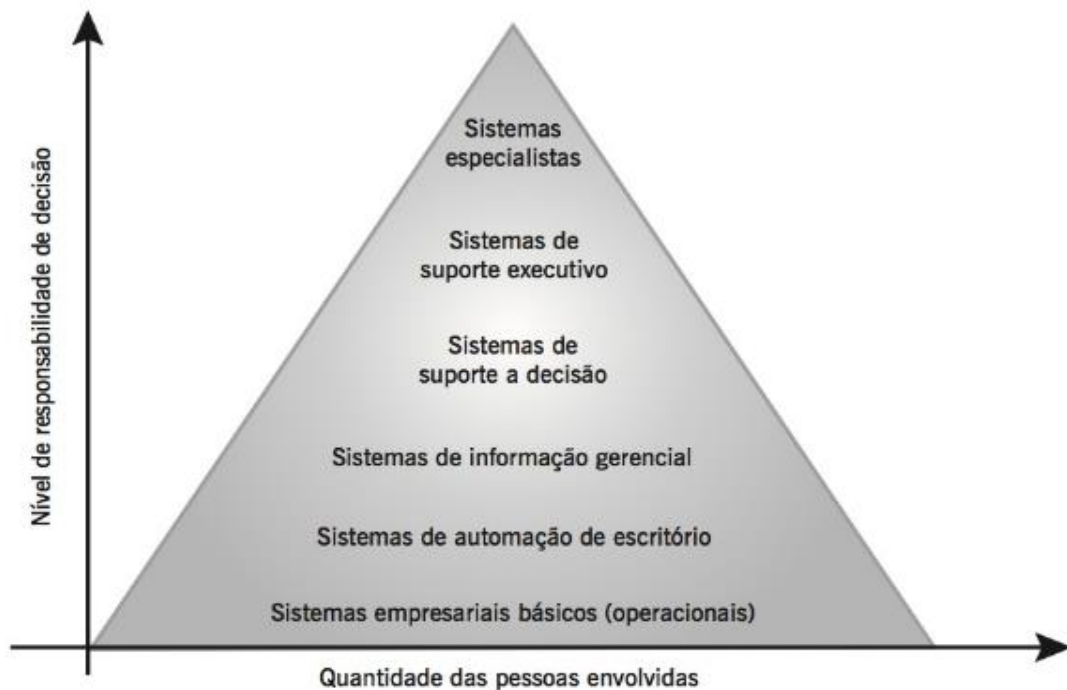 Nível de responsabilidade de decisão
Sistemas
especialistas
Sistemas de
suporte executivo
Sistemas de
suporte a decisão
Sistemas de informação gerencial
Sistemas de automação de escritório
Sistemas empresariais básicos (operacionais)
Quantidade das pessoas envolvidas